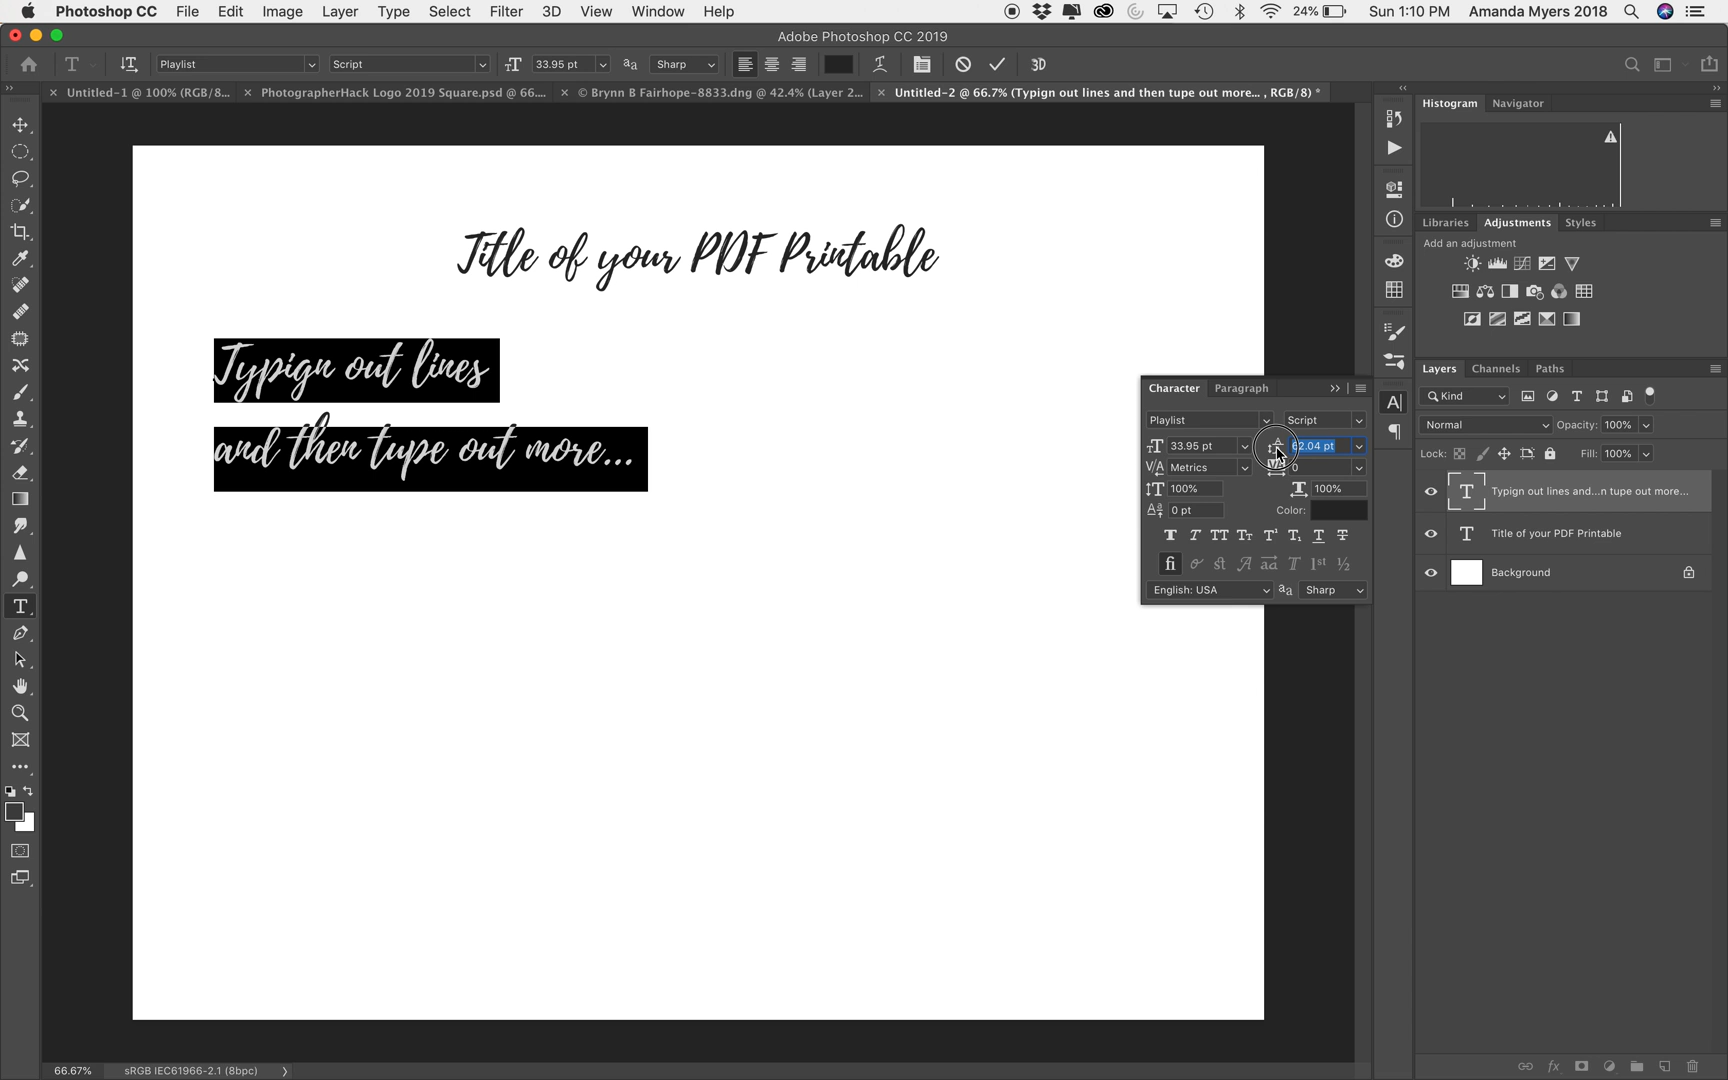 Photoshop CC File Edit Image Layer Type Select Filter 3D View Window Help 24% Sun 1:10 PM Amanda Myers 2018
Adobe Photoshop CC 2019
Playlist Script 33.95 pt Sharp 3D
Untitled-1 @ 100% (RGB/8... PhotographerHack Logo 2019 Square.psd @ 66.... © Brynn B Fairhope-8833.dng @ 42.4% (Layer 2... Untitled-2 @ 66.7% (Typign out lines and then tupe out more... , RGB/8) *
Histogram Navigator
Title of your PDF Printable
Typign out lines
and then tupe out more...
Libraries Adjustments Styles
Add an adjustment
Character Paragraph
Playlist Script
33.95 pt 62.04 pt
Metrics 0
100% 100%
0 pt Color:
English: USA Sharp
Layers Channels Paths
Kind
Normal Opacity: 100%
Lock: Fill: 100%
Typign out lines and...n tupe out more...
Title of your PDF Printable
Background
66.67% sRGB IEC61966-2.1 (8bpc)